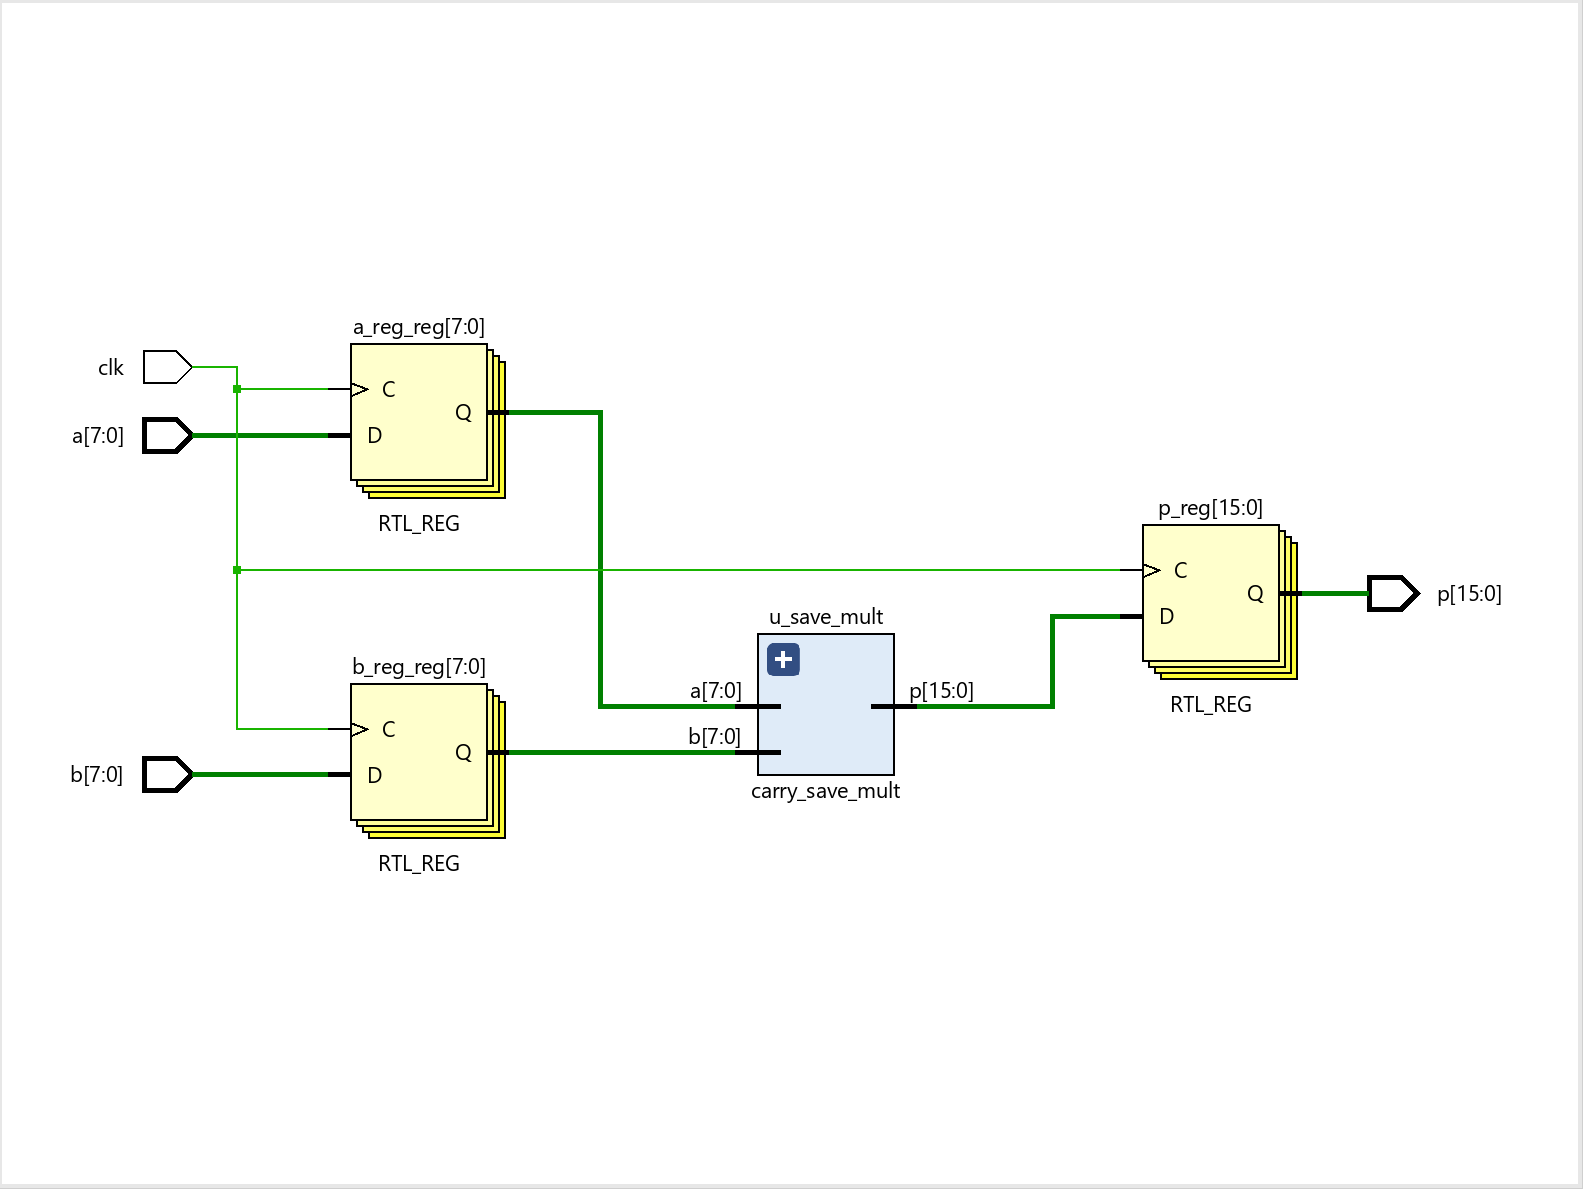 a_reg_reg[7:0]
clk
C
Q
a[7:0]
D
RTL_REG
p_reg[15:0]
C
Q
p[15:0]
D
RTL_REG
u_save_mult
a[7:0]
p[15:0]
b[7:0]
carry_save_mult
b_reg_reg[7:0]
C
Q
b[7:0]
D
RTL_REG